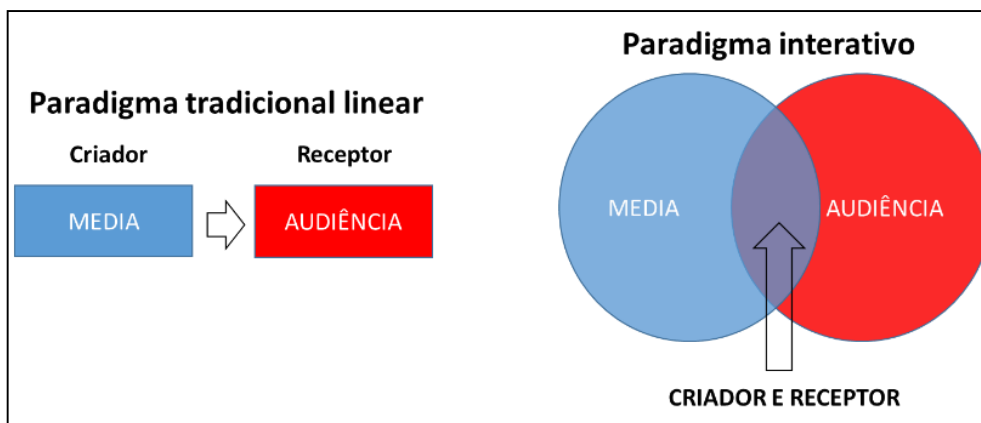 Paradigma tradicional linear
Criador
Receptor
MEDIA
AUDIÊNCIA
Paradigma interativo
MEDIA
AUDIÊNCIA
CRIADOR E RECEPTOR